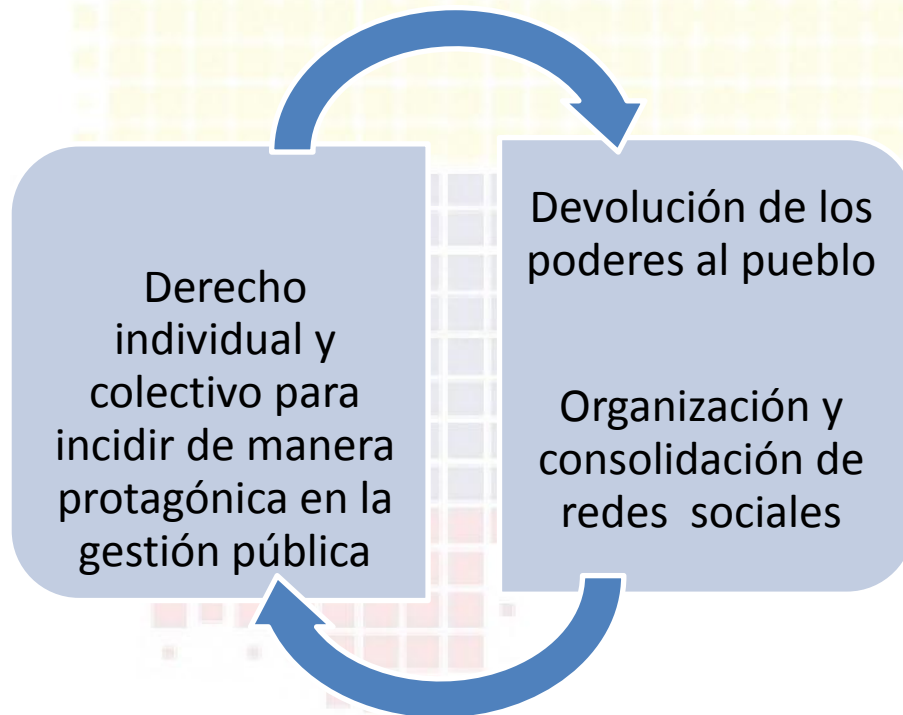 Derecho
individual y
colectivo para
incidir de manera
protagónica en la
gestión pública
Devolución de los
poderes al pueblo
Organización y
consolidación de
redes sociales